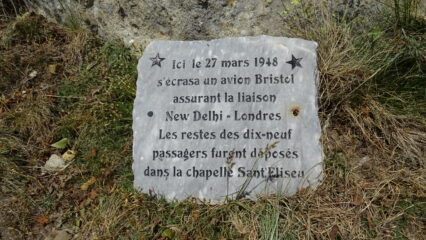 Ici le 27 mars 1948
s'écrasa un avion Bristol
assurant la liaison
New Delhi - Londres
Les restes des dix-neuf
passagers furent déposés
dans la chapelle Sant'Eliseu